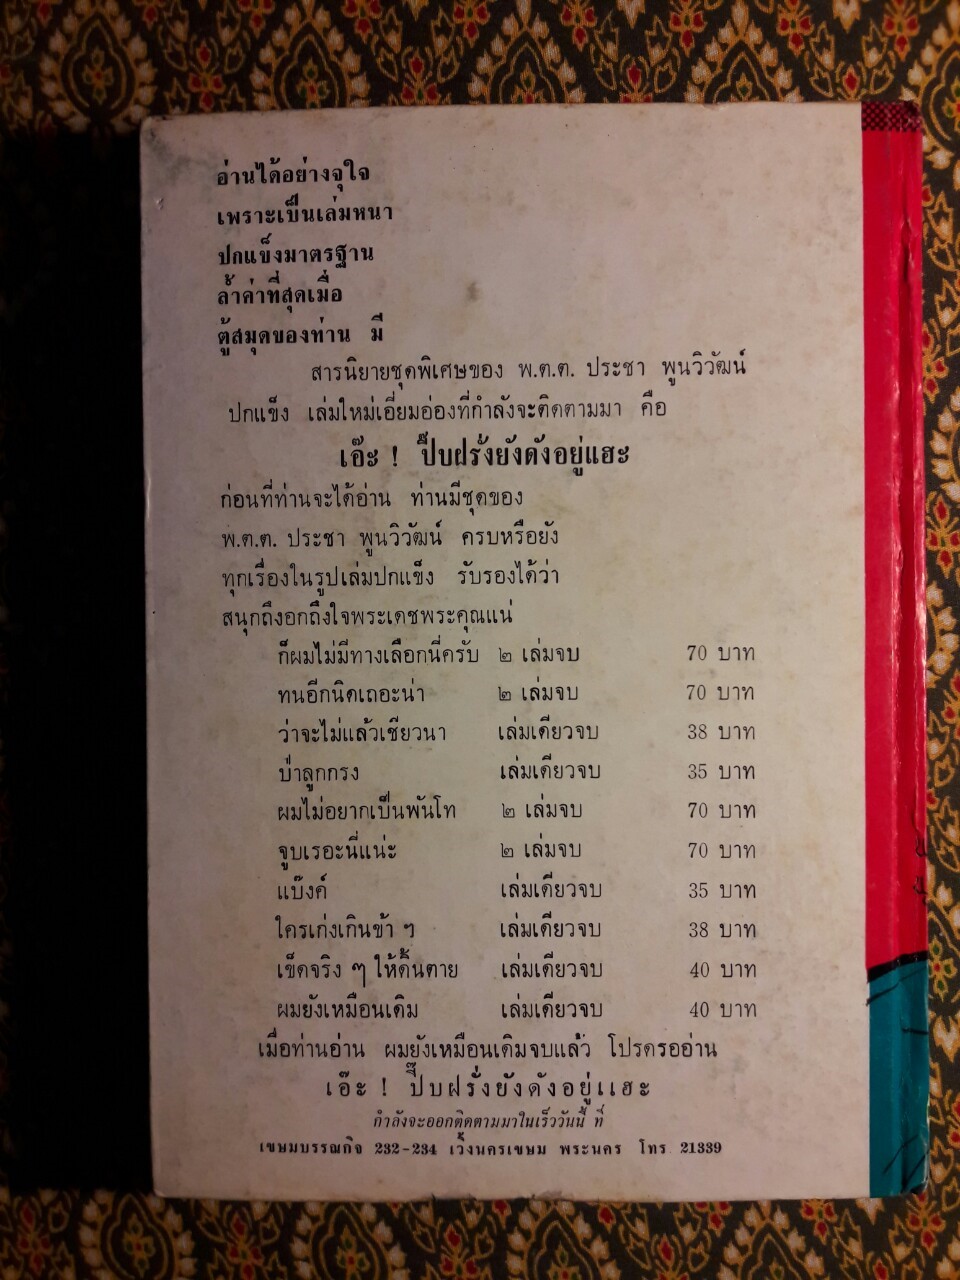 อ่านได้อย่างจุใจ
เพราะเป็นเล่มหนา
ปกแข็งมาตรฐาน
ล้ำค่าที่สุดเมื่อ
ตู้สมุดของท่าน มี
สารนิยายชุดพิเศษของ พ.ต.ต. ประชา พูนวิวัฒน์
ปกแข็ง เล่มใหม่เอี่ยมอ่องที่กำลังจะติดตามมา คือ
เอ๊ะ ! ปี๊บฝรั่งยังดังอยู่แฮะ
ก่อนที่ท่านจะได้อ่าน ท่านมีชุดของ
พ.ต.ต. ประชา พูนวิวัฒน์ ครบหรือยัง
ทุกเรื่องในรูปเล่มปกแข็ง รับรองได้ว่า
สนุกถึงอกถึงใจพระเดชพระคุณแน่
ก็ผมไม่มีทางเลือกนี่ครับ ๒ เล่มจบ 70 บาท
ทนอีกนิดเถอะน่า ๒ เล่มจบ 70 บาท
ว่าจะไม่แล้วเชียวนา เล่มเดียวจบ 38 บาท
บ่าลูกกรง เล่มเดียวจบ 35 บาท
ผมไม่อยากเป็นพันโท ๒ เล่มจบ 70 บาท
จูบเรอะนี่แน่ะ ๒ เล่มจบ 70 บาท
แบ๊งค์ เล่มเดียวจบ 35 บาท
ใครเก่งเกินข้า ฯ เล่มเดียวจบ 38 บาท
เข็ดจริง ๆ ให้ดิ้นตาย เล่มเดียวจบ 40 บาท
ผมยังเหมือนเดิม เล่มเดียวจบ 40 บาท
เมื่อท่านอ่าน ผมยังเหมือนเดิมจบแล้ว โปรดรออ่าน
เอ๊ะ ! ปี๊บฝรั่งยังดังอยู่แฮะ
กำลังจะออกติดตามมาในเร็ววันนี้ ที่
เขษมบรรณกิจ 232-234 เวิ้งนครเขษม พระนคร โทร 21339